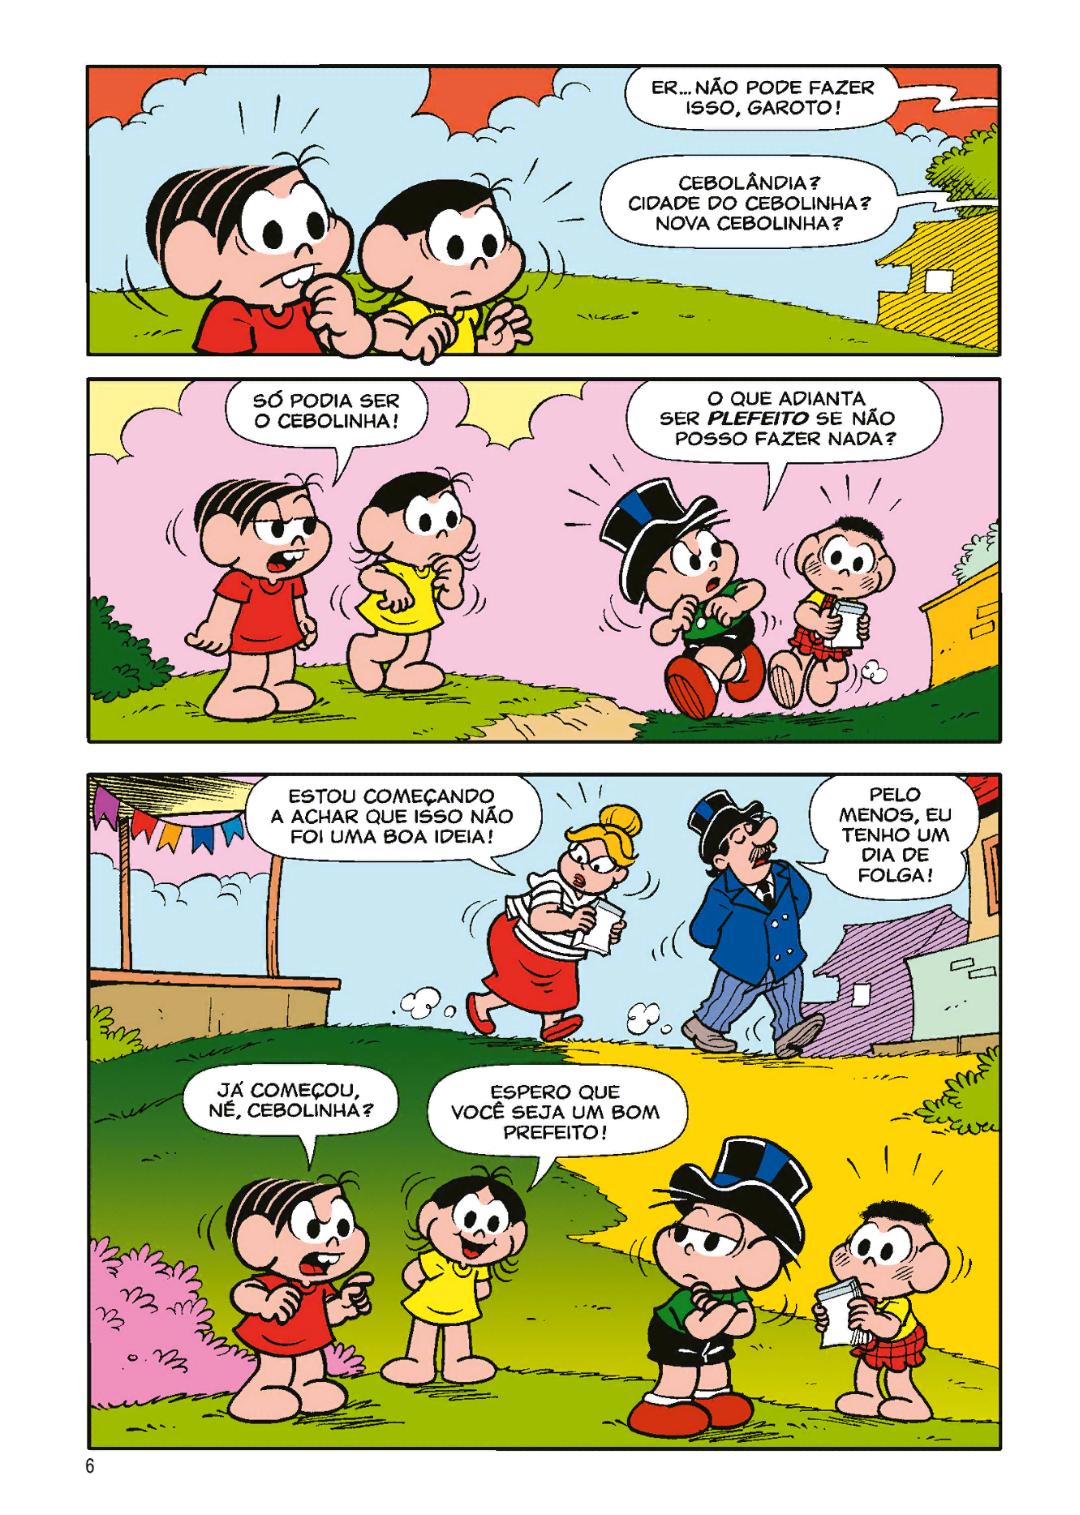 ER...NÃO PODE FAZER
ISSO, GAROTO!
CEBOLÂNDIA?
CIDADE DO CEBOLINHA?
NOVA CEBOLINHA?
SÓ PODIA SER
O CEBOLINHA!
O QUE ADIANTA
SER PLEFEITO SE NÃO
POSSO FAZER NADA?
ESTOU COMEÇANDO
A ACHAR QUE ISSO NÃO
FOI UMA BOA IDEIA!
PELO
MENOS, EU
TENHO UM
DIA DE
FOLGA!
JÁ COMEÇOU,
NÉ, CEBOLINHA?
ESPERO QUE
VOCÊ SEJA UM BOM
PREFEITO!
6